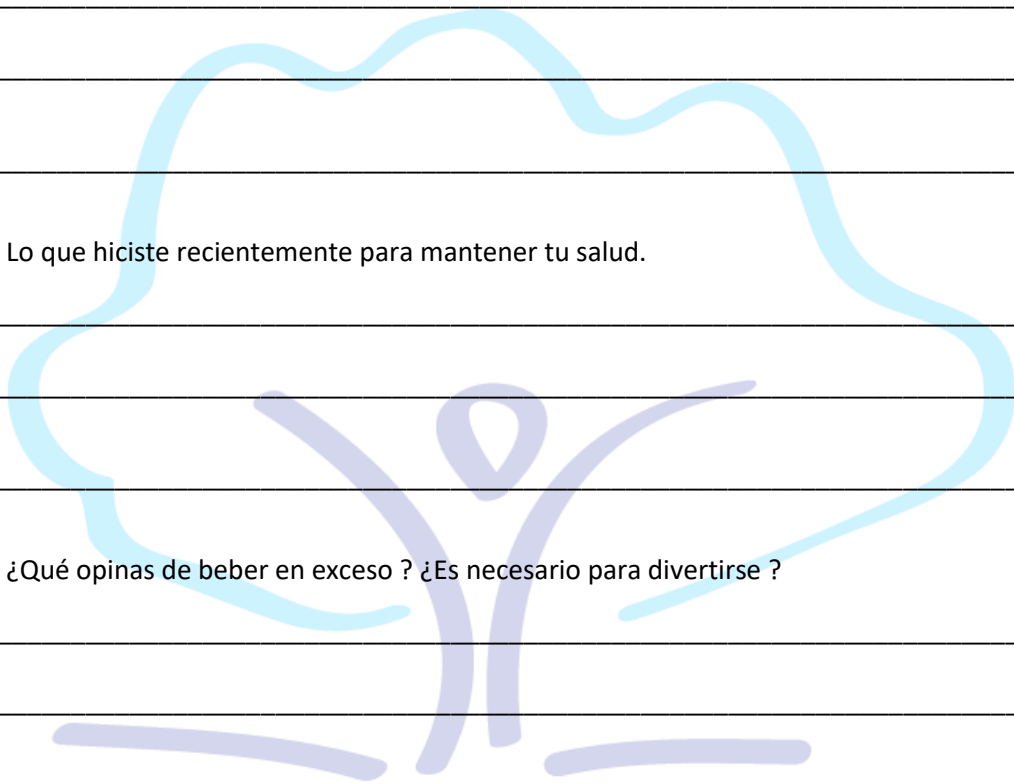 Lo que hiciste recientemente para mantener tu salud.
¿Qué opinas de beber en exceso ? ¿Es necesario para divertirse ?